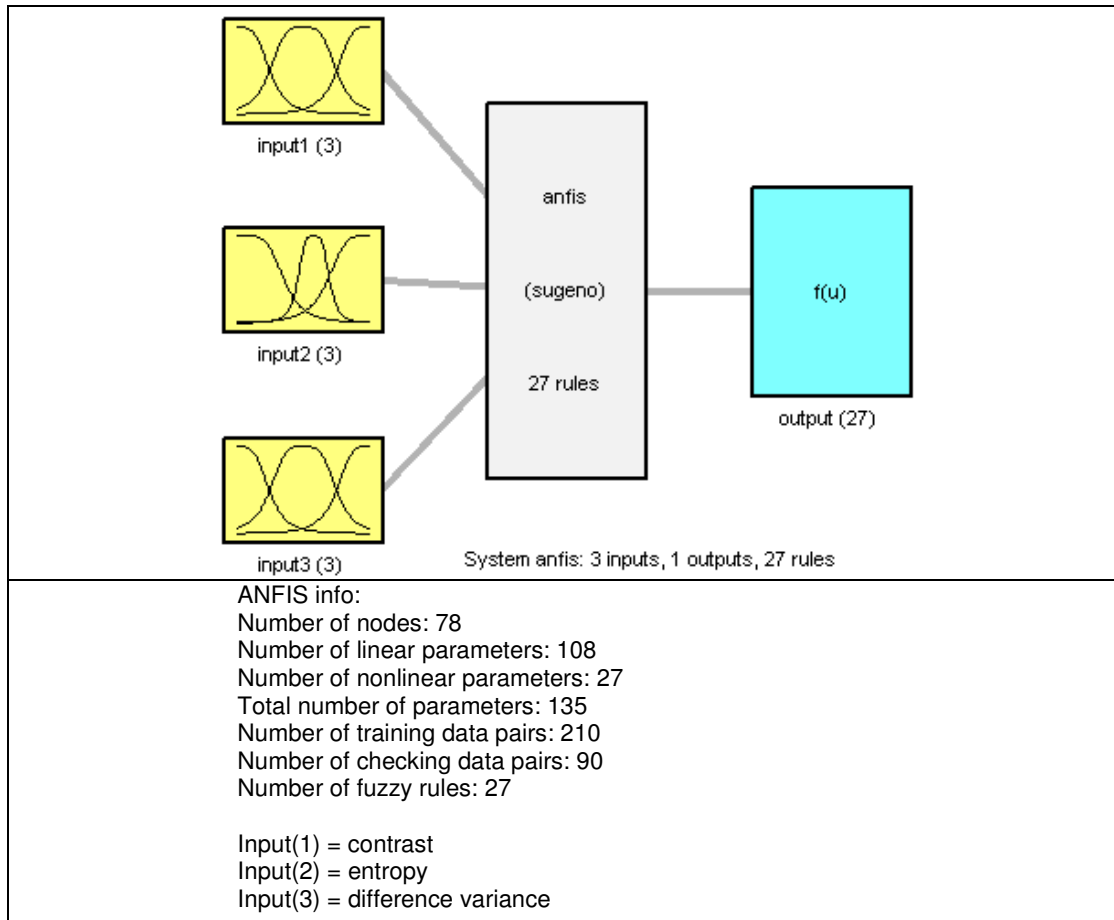 input1 (3)
anfis
(sugeno)
f(u)
input2 (3)
27 rules
output (27)
input3 (3)
System anfis: 3 inputs, 1 outputs, 27 rules
ANFIS info:
Number of nodes: 78
Number of linear parameters: 108
Number of nonlinear parameters: 27
Total number of parameters: 135
Number of training data pairs: 210
Number of checking data pairs: 90
Number of fuzzy rules: 27
Input(1) = contrast
Input(2) = entropy
Input(3) = difference variance